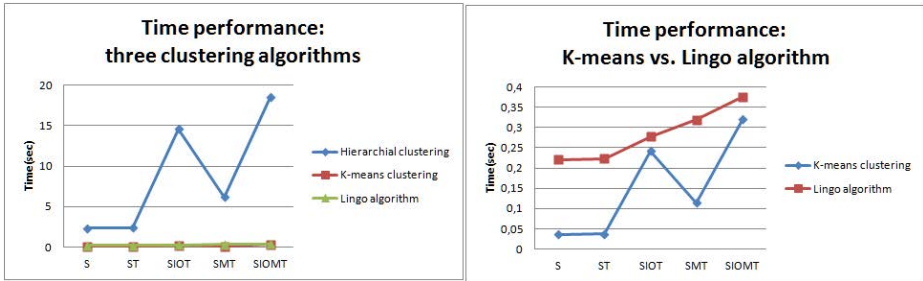 Time performance:
three clustering algorithms
20
15
10
5
0
Time(sec)
S ST SIOT SMT SIOMT
Hierarchial clustering
K-means clustering
Lingo algorithm
Time performance:
K-means vs. Lingo algorithm
0,4
0,35
0,3
0,25
0,2
0,15
0,1
0,05
0
Time(sec)
S ST SIOT SMT SIOMT
K-means clustering
Lingo algorithm